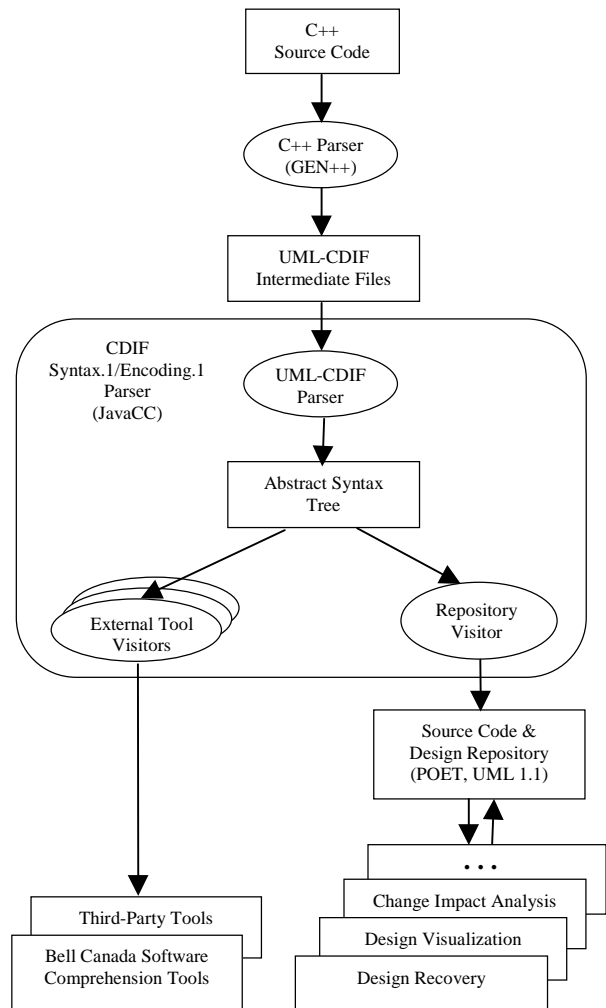 C++
Source Code
C++ Parser
(GEN++)
UML-CDIF
Intermediate Files
CDIF
Syntax.1/Encoding.1
Parser
(JavaCC)
UML-CDIF
Parser
Abstract Syntax
Tree
External Tool
Visitors
Repository
Visitor
Source Code &
Design Repository
(POET, UML 1.1)
. . .
Change Impact Analysis
Design Visualization
Design Recovery
Third-Party Tools
Bell Canada Software
Comprehension Tools